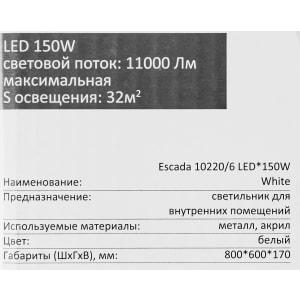 LED 150W
световой поток: 11000 Лм
максимальная
S освещения: 32м²
Escada 10220/6 LED*150W
Наименование: White
Предназначение: светильник для
внутренних помещений
Используемые материалы: металл, акрил
Цвет: белый
Габариты (ШхГхВ), мм: 800*600*170